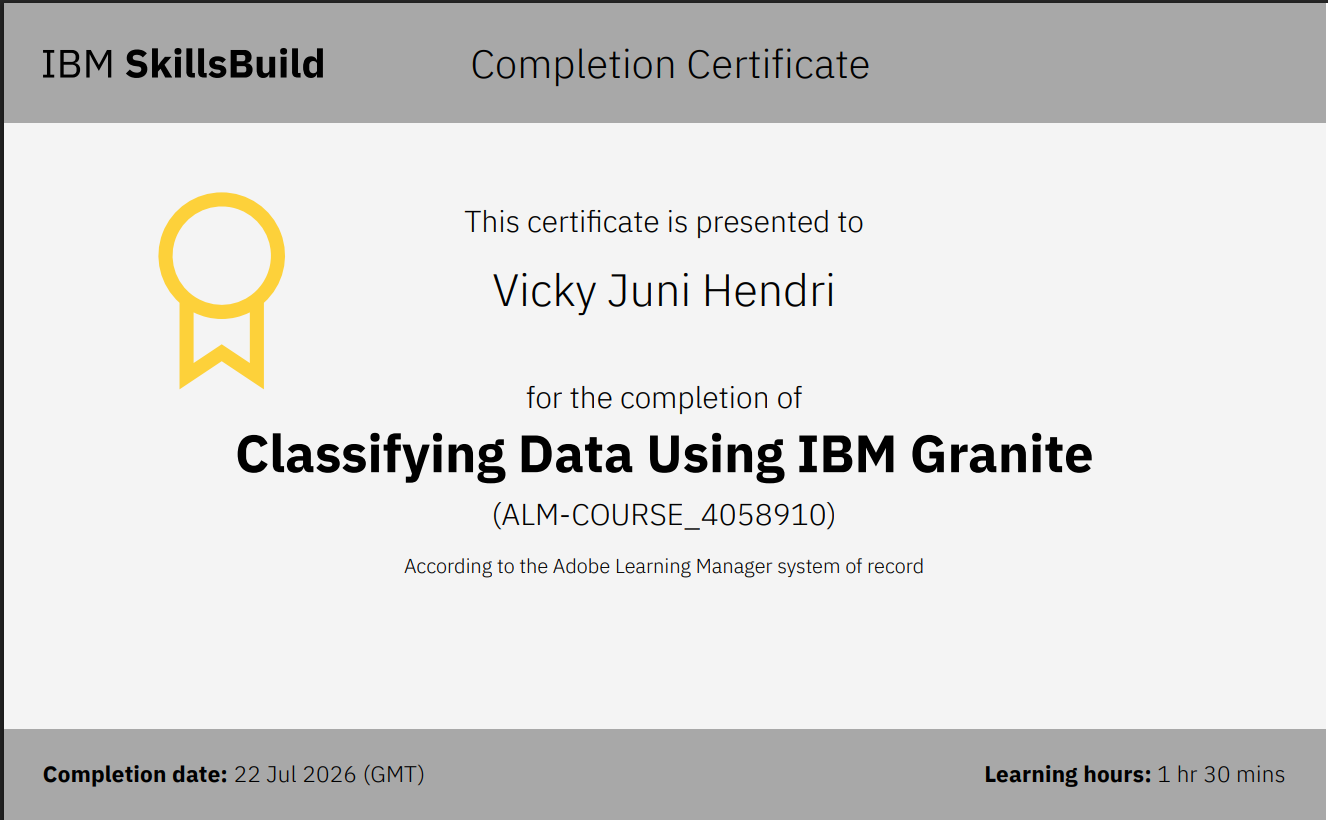 IBM SkillsBuild
Completion Certificate
This certificate is presented to
Vicky Juni Hendri
for the completion of
Classifying Data Using IBM Granite
(ALM-COURSE_4058910)
According to the Adobe Learning Manager system of record
Completion date: 22 Jul 2026 (GMT)
Learning hours: 1 hr 30 mins